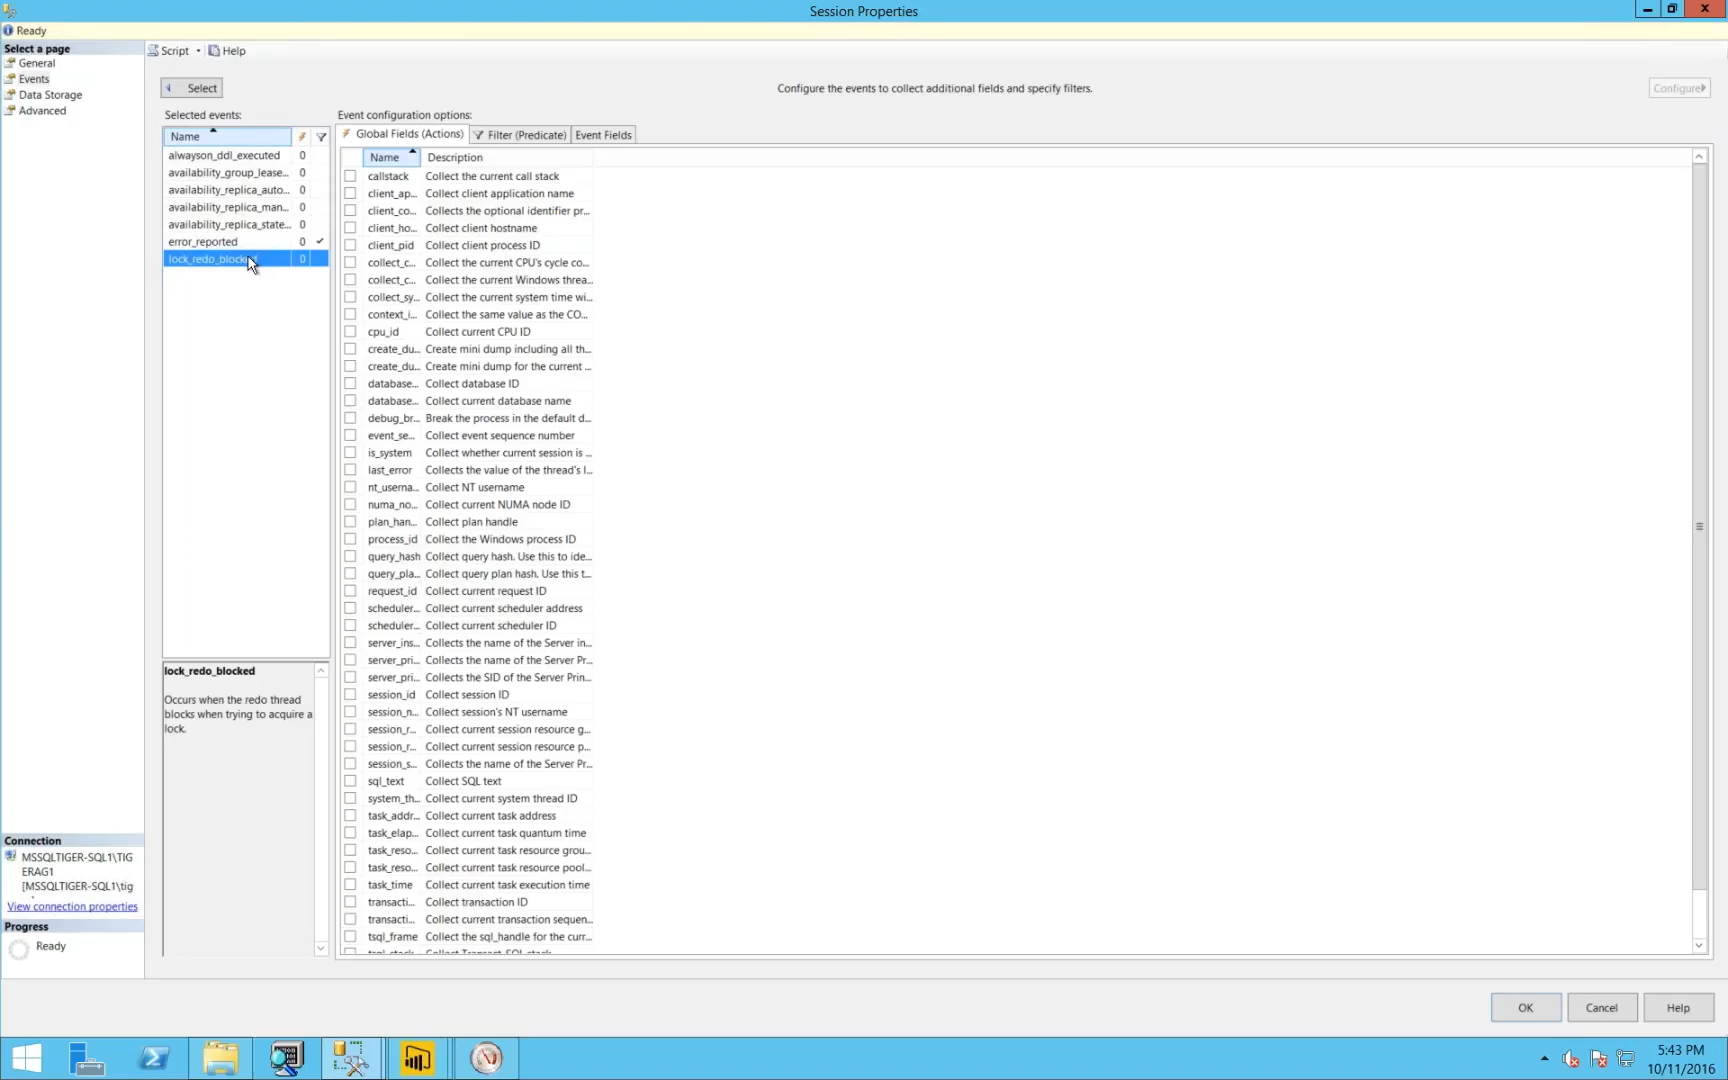 Session Properties
Ready
Select a page
General
Events
Data Storage
Advanced
Script
Help
Select
Configure the events to collect additional fields and specify filters.
Configure
Selected events:
Event configuration options:
Global Fields (Actions)
Filter (Predicate)
Event Fields
Name
alwayson_ddl_executed 0
availability_group_lease... 0
availability_replica_auto... 0
availability_replica_man... 0
availability_replica_state... 0
error_reported 0
lock_redo_blocked 0
Name Description
callstack Collect the current call stack
client_ap... Collect client application name
client_co... Collects the optional identifier pr...
client_ho... Collect client hostname
client_pid Collect client process ID
collect_c... Collect the current CPU's cycle co...
collect_c... Collect the current Windows threa...
collect_sy... Collect the current system time wi...
context_i... Collect the same value as the CO...
cpu_id Collect current CPU ID
create_du... Create mini dump including all th...
create_du... Create mini dump for the current ...
database... Collect database ID
database... Collect current database name
debug_br... Break the process in the default d...
event_se... Collect event sequence number
is_system Collect whether current session is ...
last_error Collects the value of the thread's l...
nt_userna... Collect NT username
numa_no... Collect current NUMA node ID
plan_han... Collect plan handle
process_id Collect the Windows process ID
query_hash Collect query hash. Use this to ide...
query_pla... Collect query plan hash. Use this t...
request_id Collect current request ID
scheduler... Collect current scheduler address
scheduler... Collect current scheduler ID
server_ins... Collects the name of the Server in...
server_pri... Collects the name of the Server Pr...
server_pri... Collects the SID of the Server Prin...
session_id Collect session ID
session_n... Collect session's NT username
session_r... Collect current session resource g...
session_r... Collect current session resource p...
session_s... Collects the name of the Server Pr...
sql_text Collect SQL text
system_th... Collect current system thread ID
task_addr... Collect current task address
task_elap... Collect current task quantum time
task_reso... Collect current task resource grou...
task_reso... Collect current task resource pool...
task_time Collect current task execution time
transacti... Collect transaction ID
transacti... Collect current transaction sequen...
tsql_frame Collect the sql_handle for the curr...
tsql_stack Collect Transact-SQL stack
lock_redo_blocked
Occurs when the redo thread
blocks when trying to acquire a
lock.
Connection
MSSQLTIGER-SQL1\TIG
ERAG1
[MSSQLTIGER-SQL1\tig
View connection properties
Progress
Ready
OK
Cancel
Help
5:43 PM
10/11/2016